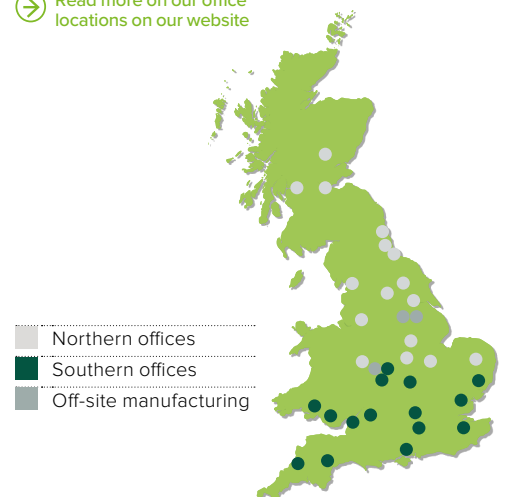 Read more on our office
locations on our website
Northern offices
Southern offices
Off-site manufacturing